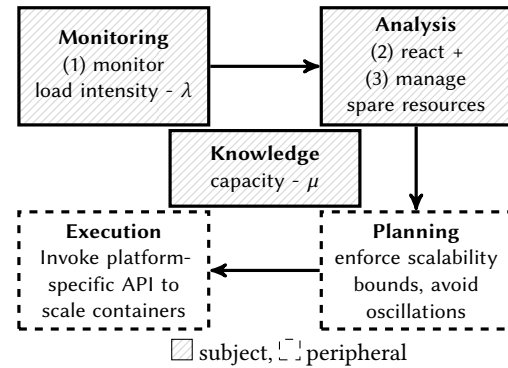 Monitoring
(1) monitor
load intensity - λ
Analysis
(2) react +
(3) manage
spare resources
Knowledge
capacity - μ
Execution
Invoke platform-
specific API to
scale containers
Planning
enforce scalability
bounds, avoid
oscillations
subject, peripheral